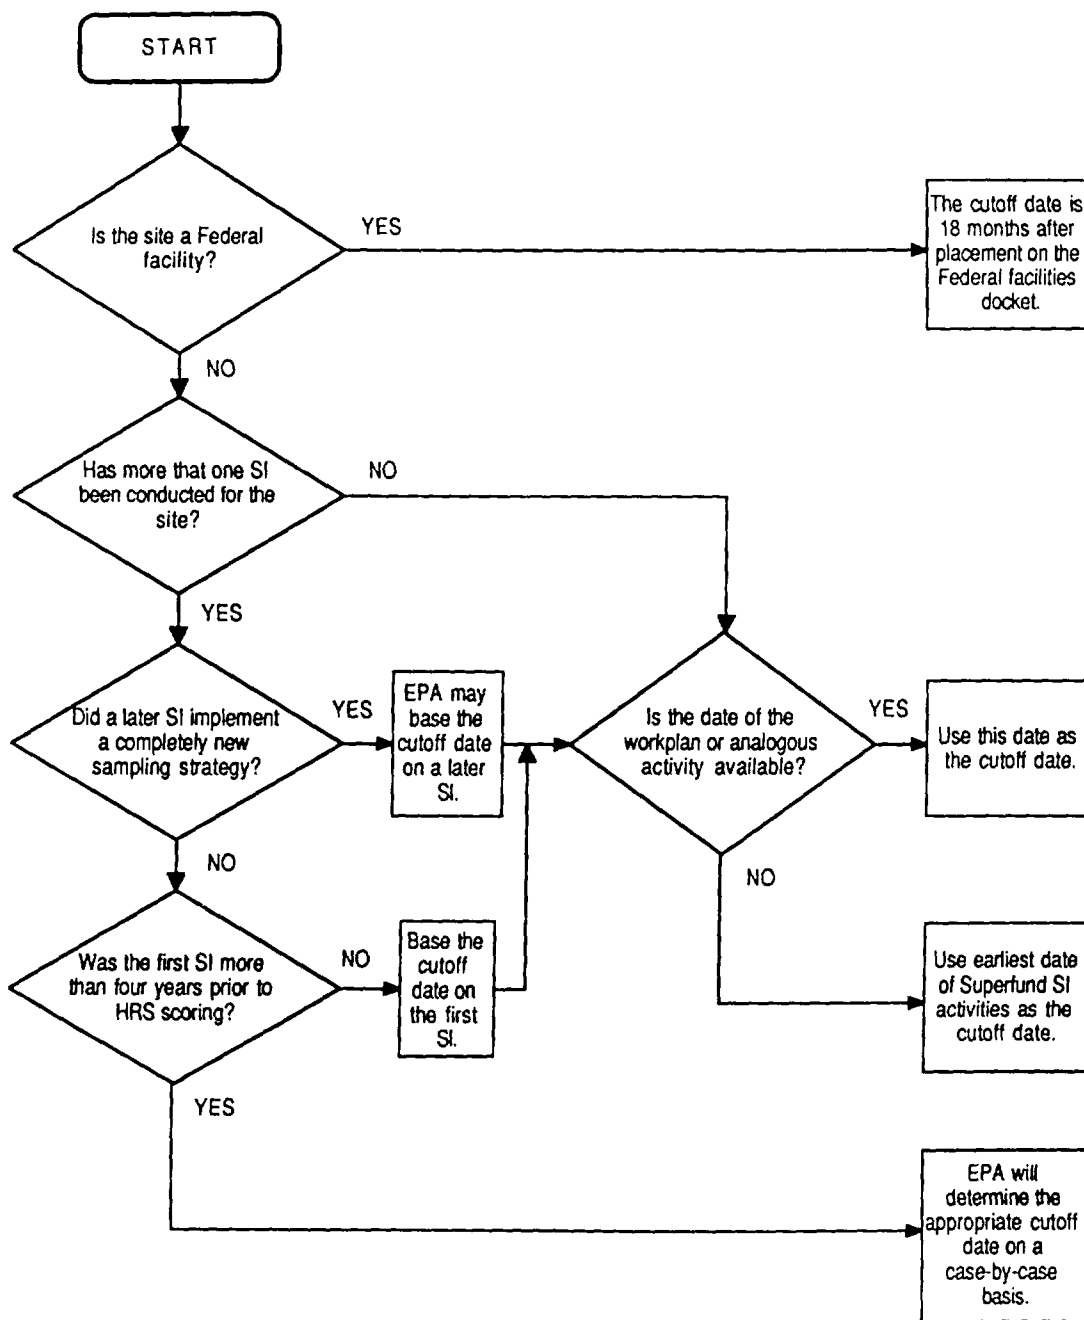 START
Is the site a Federal
facility?
YES
The cutoff date is
18 months after
placement on the
Federal facilities
docket.
NO
Has more that one SI
been conducted for the
site?
NO
YES
Did a later SI implement
a completely new
sampling strategy?
YES
EPA may
base the
cutoff date
on a later
SI.
Is the date of the
workplan or analogous
activity available?
YES
Use this date as
the cutoff date.
NO
NO
Was the first SI more
than four years prior to
HRS scoring?
NO
Base the
cutoff
date on
the first
SI.
Use earliest date
of Superfund SI
activities as the
cutoff date.
YES
EPA will
determine the
appropriate cutoff
date on a
case-by-case
basis.